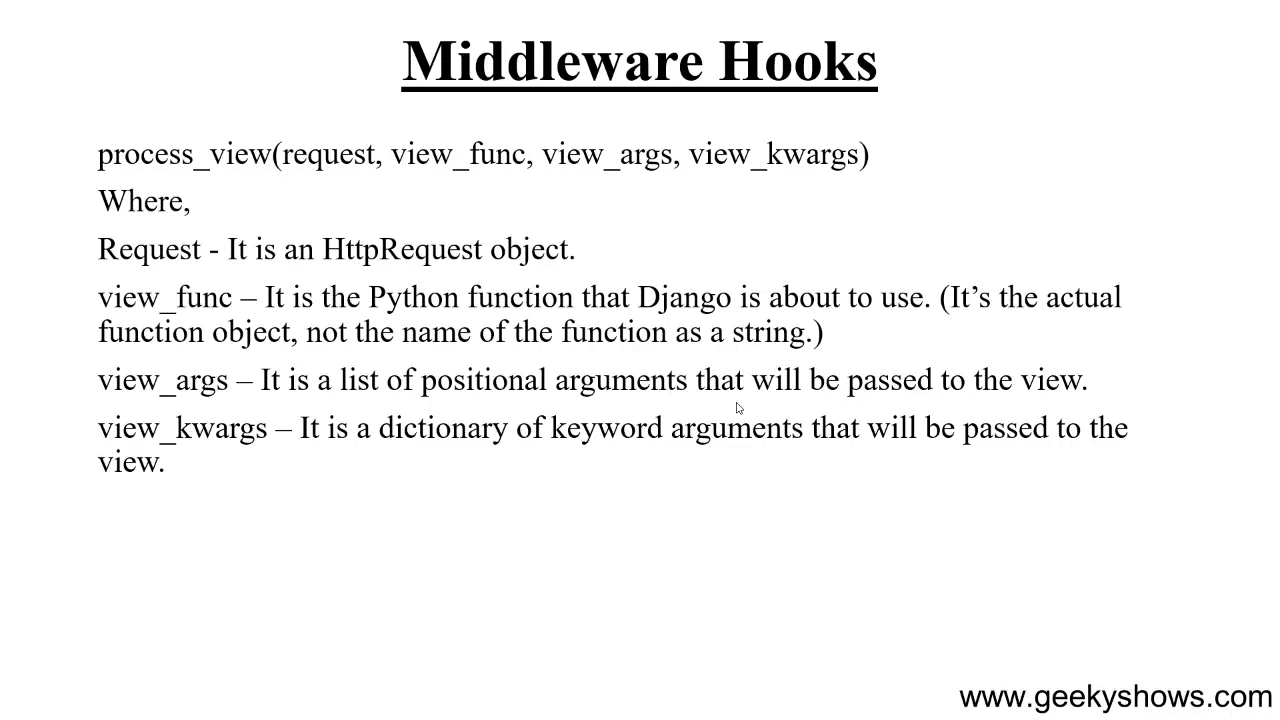 Middleware Hooks
process_view(request, view_func, view_args, view_kwargs)
Where,
Request - It is an HttpRequest object.
view_func – It is the Python function that Django is about to use. (It’s the actual
function object, not the name of the function as a string.)
view_args – It is a list of positional arguments that will be passed to the view.
view_kwargs – It is a dictionary of keyword arguments that will be passed to the
view.
www.geekyshows.com